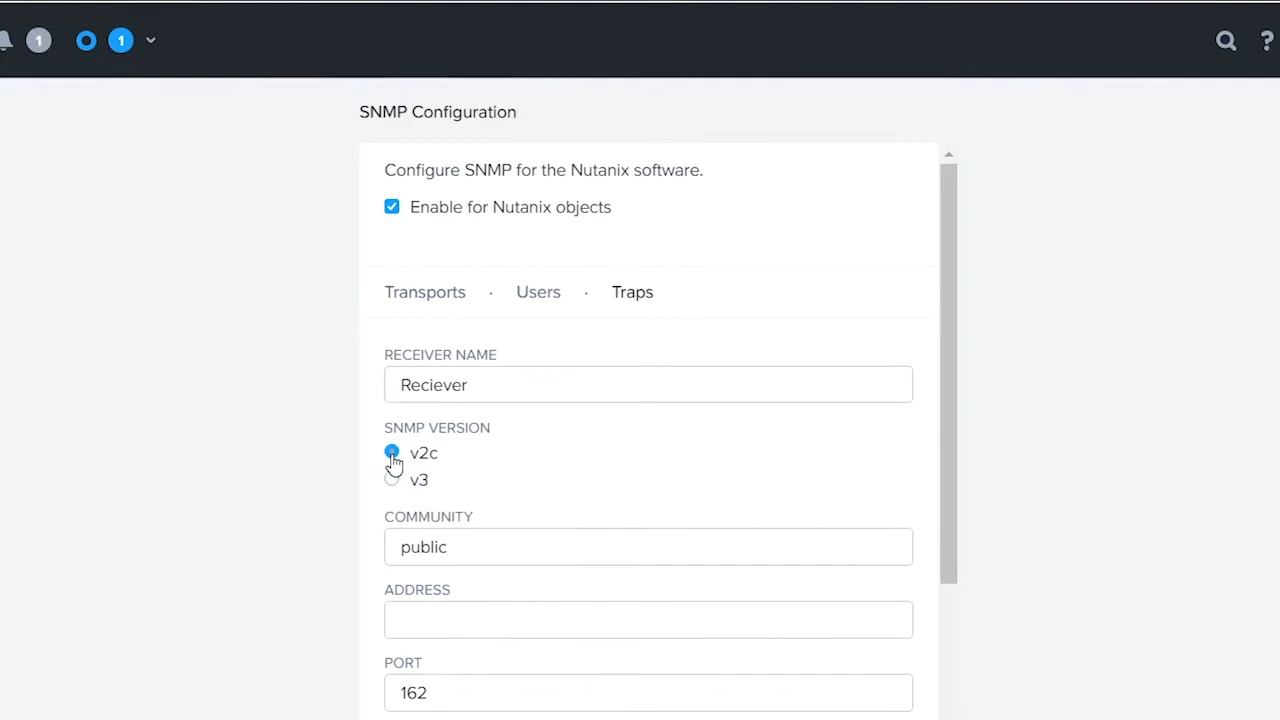 1 1 ?
SNMP Configuration
Configure SNMP for the Nutanix software.
Enable for Nutanix objects
Transports · Users · Traps
RECEIVER NAME
Reciever
SNMP VERSION
v2c
v3
COMMUNITY
public
ADDRESS
PORT
162